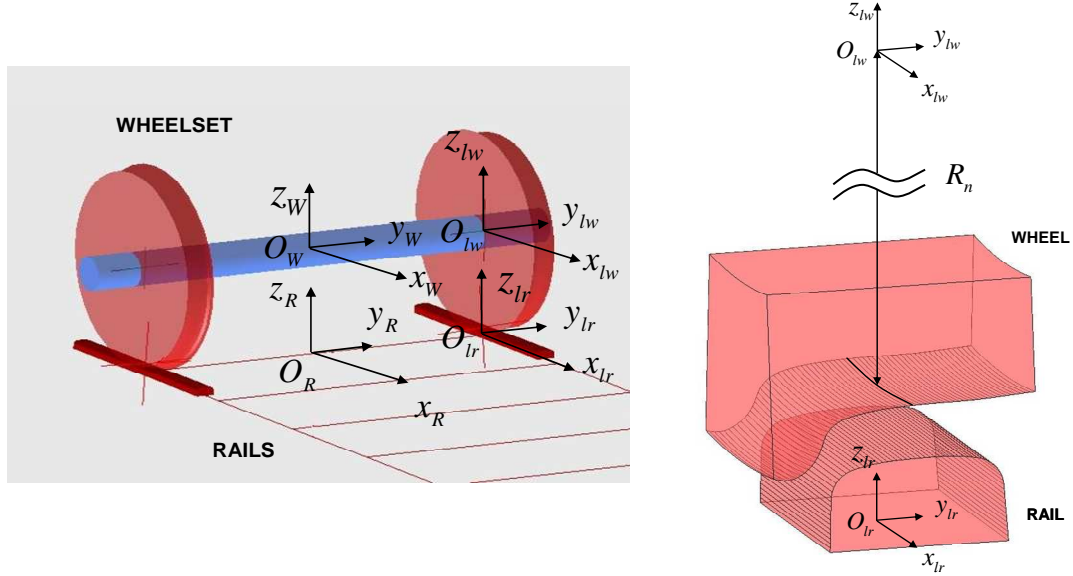 WHEELSET
z_W
y_W
O_W
x_W
z_lw
y_lw
O_lw
x_lw
z_R
y_R
O_R
x_R
z_lr
y_lr
O_lr
x_lr
RAILS
z_lw
y_lw
O_lw
x_lw
R_n
WHEEL
z_lr
y_lr
O_lr
x_lr
RAIL